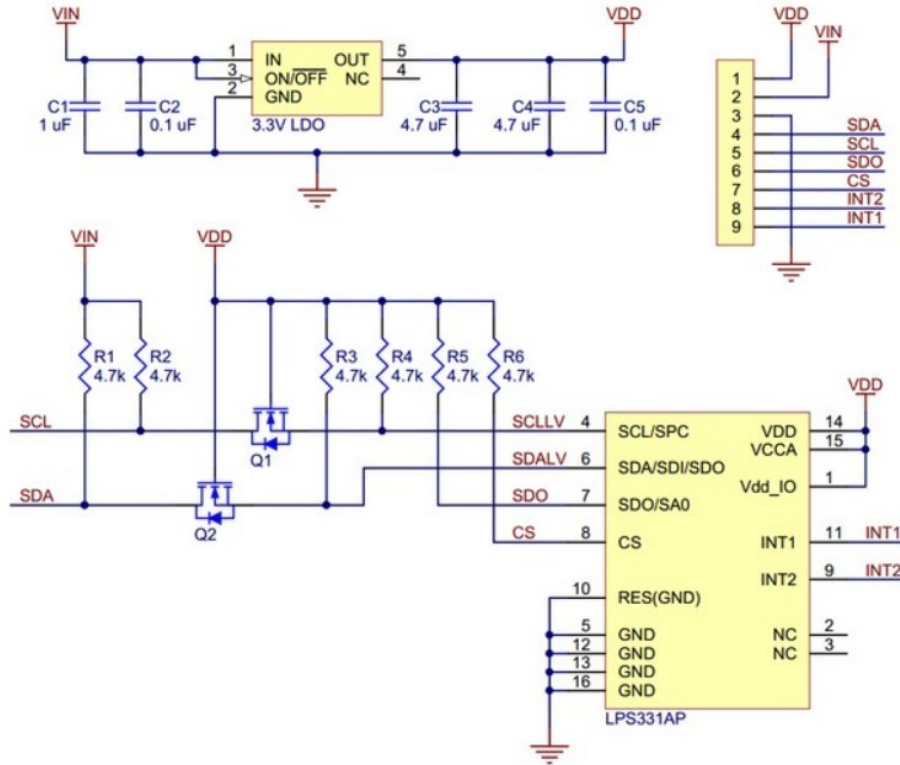 VIN
VDD
1 IN OUT 5
3 ON/OFF NC 4
2 GND
3.3V LDO
C1
1 uF
C2
0.1 uF
C3
4.7 uF
C4
4.7 uF
C5
0.1 uF
VDD
VIN
1
2
3
4 SDA
5 SCL
6 SDO
7 CS
8 INT2
9 INT1
VIN
VDD
R1
4.7k
R2
4.7k
R3
4.7k
R4
4.7k
R5
4.7k
R6
4.7k
SCL
Q1
SDA
Q2
VDD
SCLLV 4 SCL/SPC
SDALV 6 SDA/SDI/SDO
SDO 7 SDO/SA0
CS 8 CS
10 RES(GND)
5 GND
12 GND
13 GND
16 GND
VDD 14
VCCA 15
Vdd_IO 1
INT1 11 INT1
INT2 9 INT2
NC 2
NC 3
LPS331AP